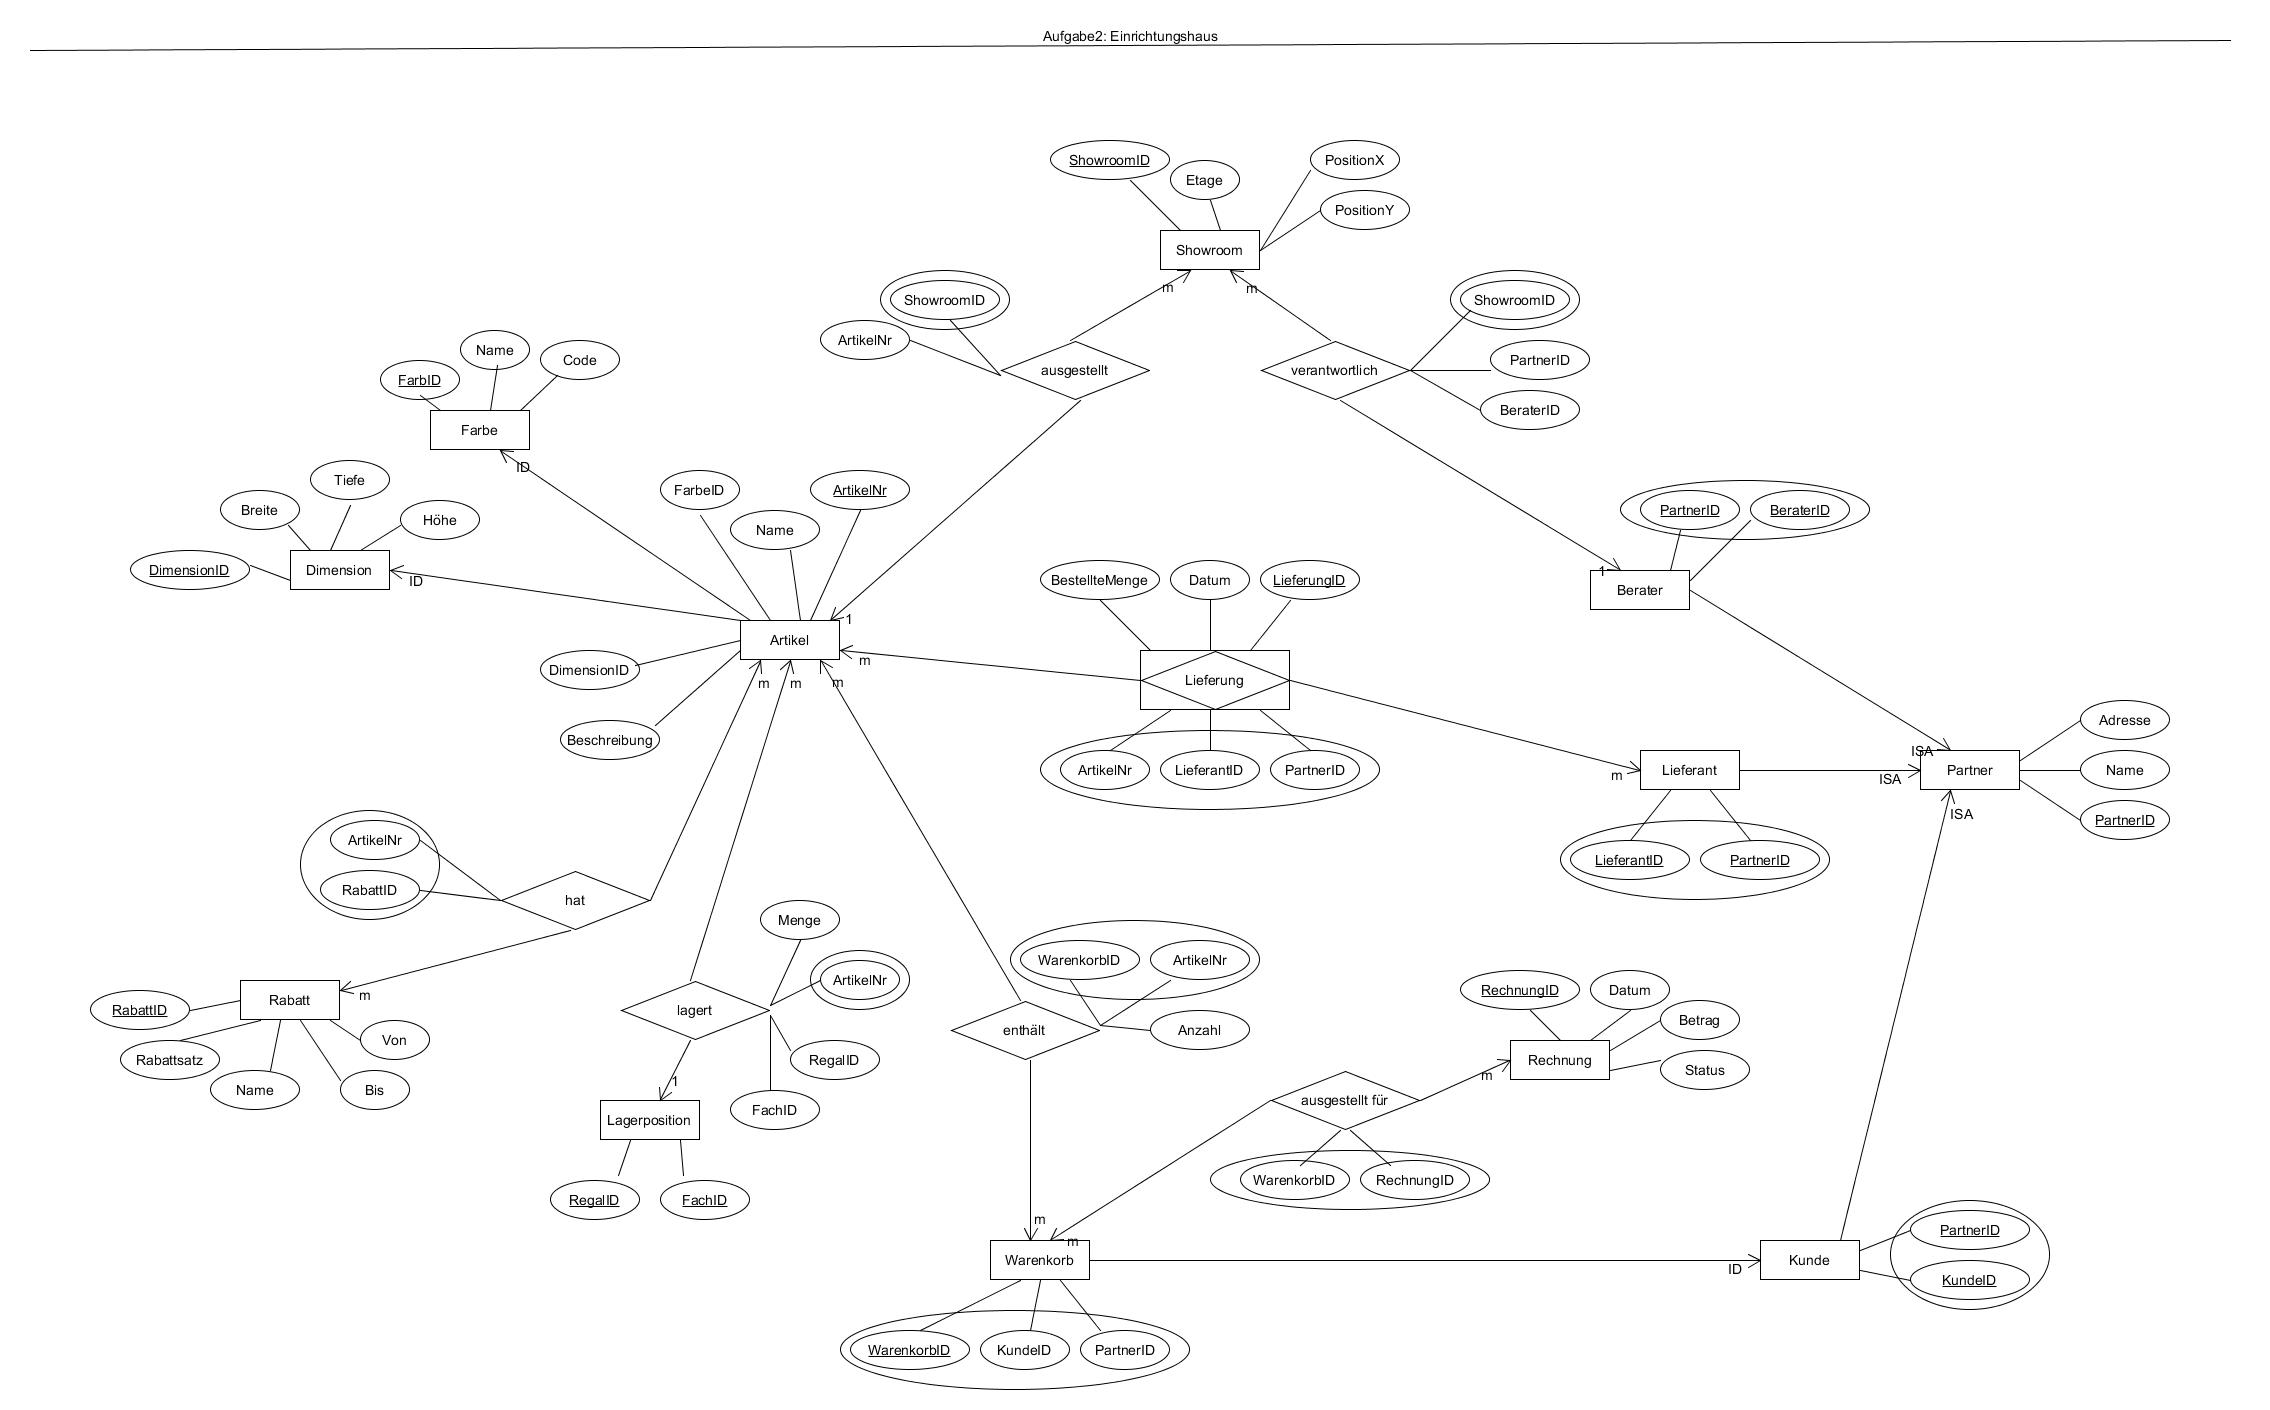 Aufgabe2: Einrichtungshaus
ShowroomID
Etage
PositionX
PositionY
Showroom
m
m
ShowroomID
ArtikelNr
ausgestellt
ShowroomID
PartnerID
BeraterID
verantwortlich
FarbID
Name
Code
Farbe
ID
Breite
Tiefe
Höhe
DimensionID
Dimension
ID
FarbeID
Name
ArtikelNr
Artikel
1
m
m
m
m
DimensionID
Beschreibung
BestellteMenge
Datum
LieferungID
Lieferung
ArtikelNr
LieferantID
PartnerID
PartnerID
BeraterID
1
Berater
m
Lieferant
LieferantID
PartnerID
ISA
ISA
ISA
Partner
Adresse
Name
PartnerID
ArtikelNr
RabattID
hat
m
Rabatt
RabattID
Rabattsatz
Name
Bis
Von
Menge
ArtikelNr
lagert
RegalID
FachID
1
Lagerposition
RegalID
FachID
WarenkorbID
ArtikelNr
enthält
Anzahl
RechnungID
Datum
Betrag
Status
Rechnung
m
ausgestellt für
WarenkorbID
RechnungID
m
m
Warenkorb
WarenkorbID
KundeID
PartnerID
ID
Kunde
PartnerID
KundeID